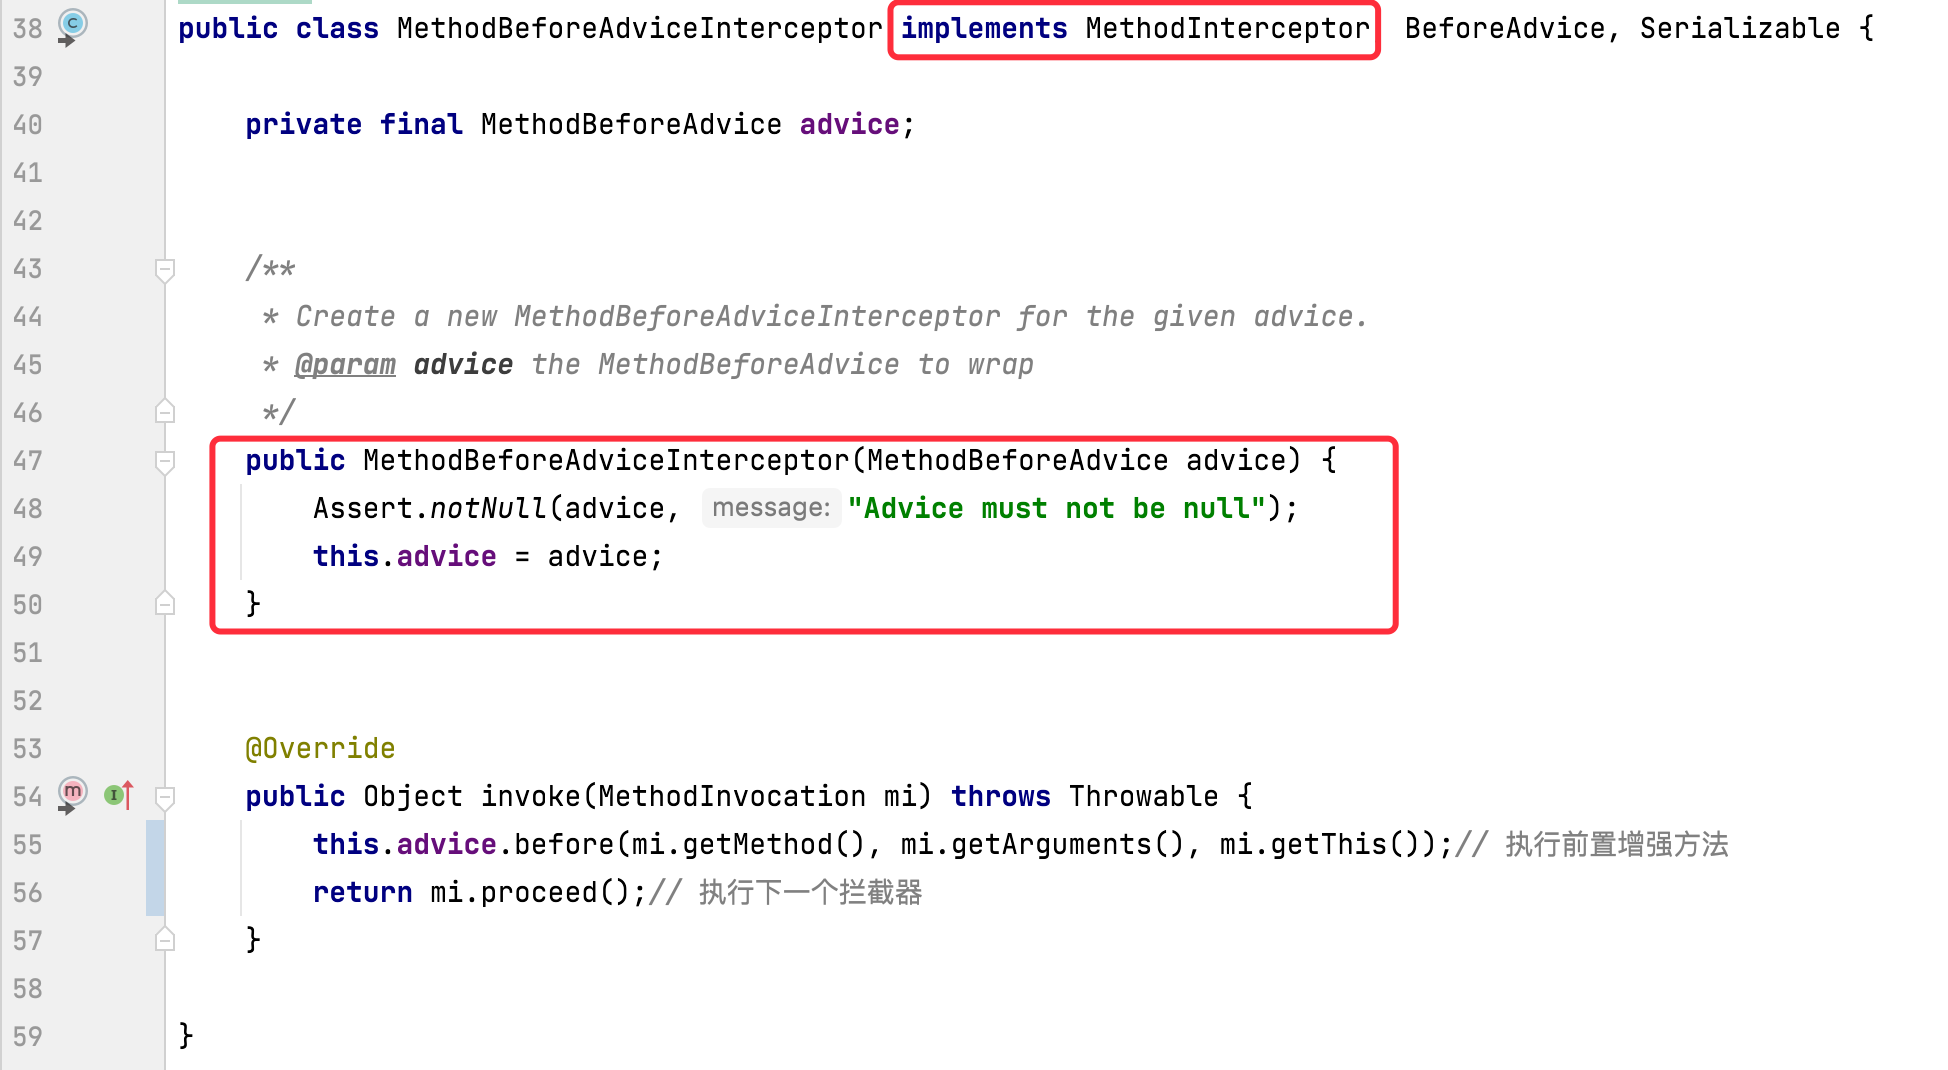 38 public class MethodBeforeAdviceInterceptor implements MethodInterceptor BeforeAdvice, Serializable {
39
40 private final MethodBeforeAdvice advice;
41
42
43 /**
44 * Create a new MethodBeforeAdviceInterceptor for the given advice.
45 * @param advice the MethodBeforeAdvice to wrap
46 */
47 public MethodBeforeAdviceInterceptor(MethodBeforeAdvice advice) {
48 Assert.notNull(advice, message: "Advice must not be null");
49 this.advice = advice;
50 }
51
52
53 @Override
54 public Object invoke(MethodInvocation mi) throws Throwable {
55 this.advice.before(mi.getMethod(), mi.getArguments(), mi.getThis());// 执行前置增强方法
56 return mi.proceed();// 执行下一个拦截器
57 }
58
59 }